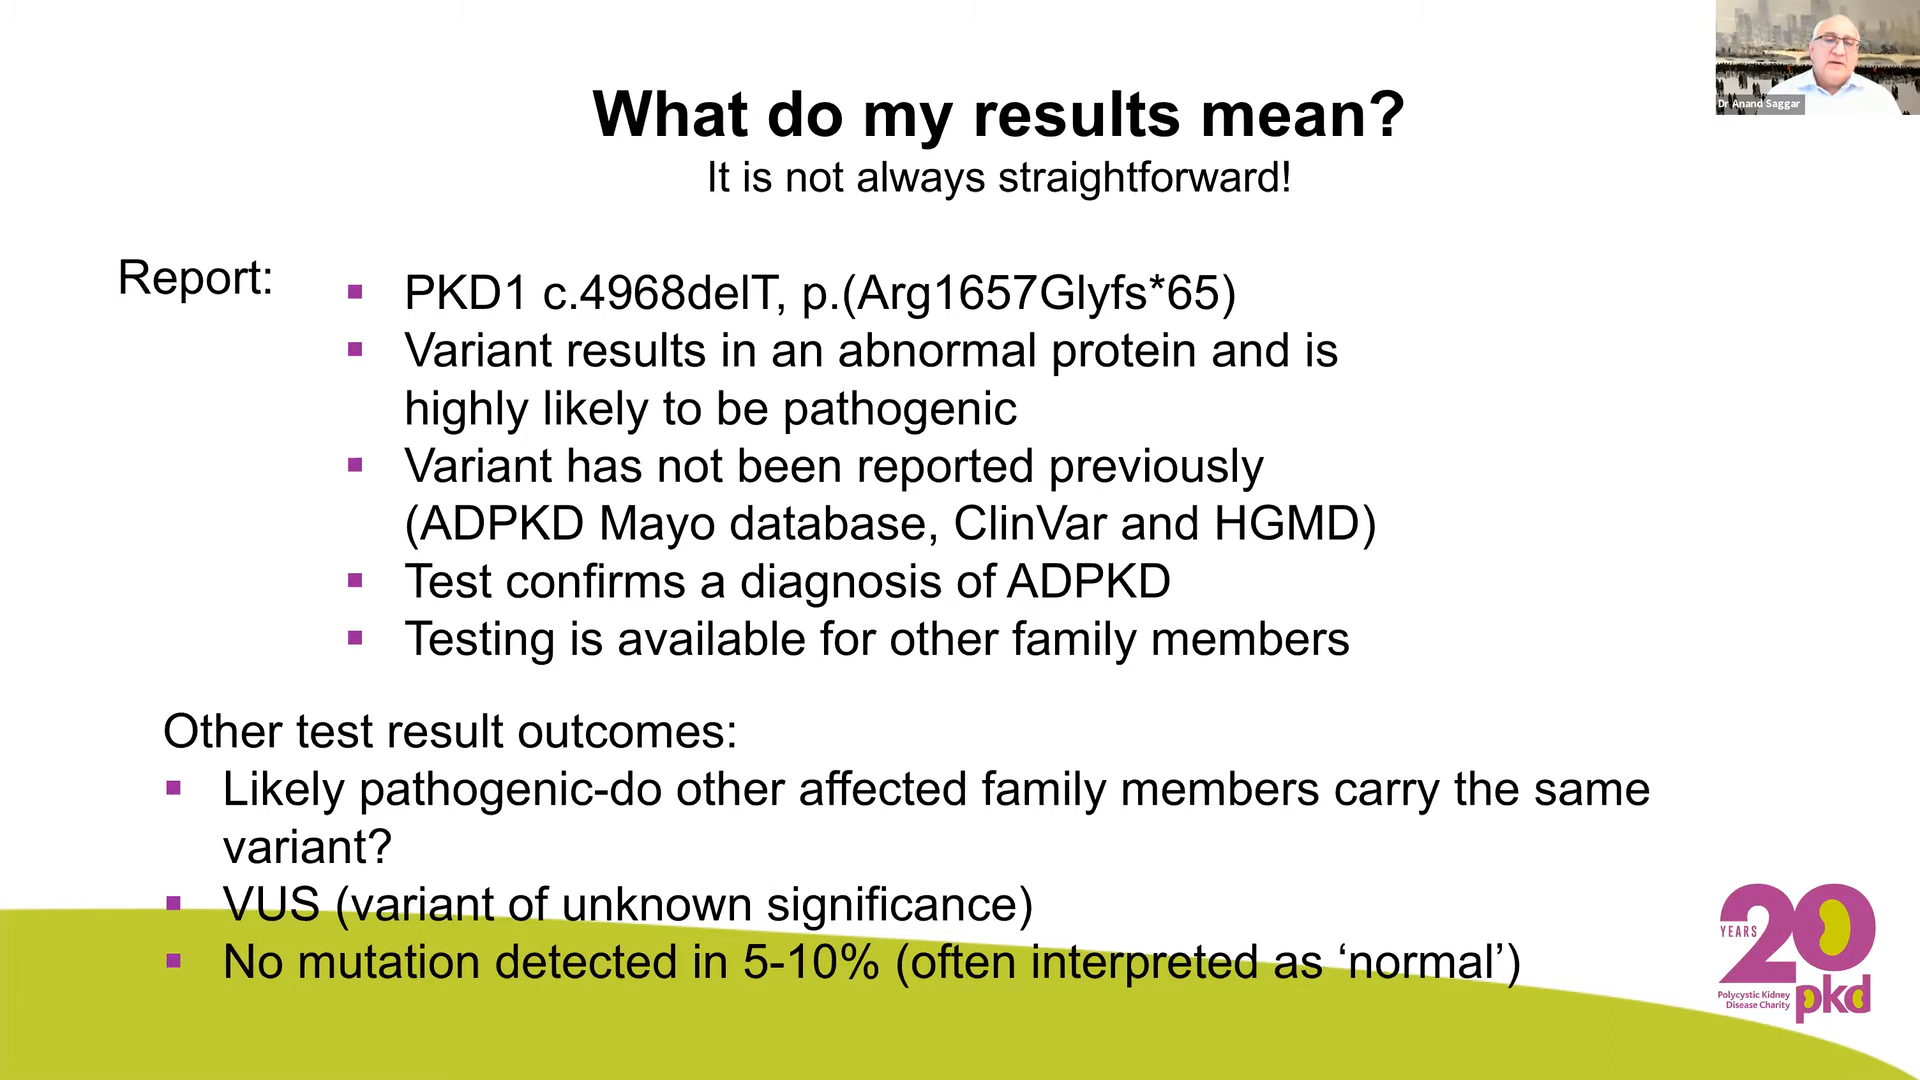 Dr Anand Saggar
What do my results mean?
It is not always straightforward!
Report:
▪ PKD1 c.4968delT, p.(Arg1657Glyfs*65)
▪ Variant results in an abnormal protein and is
highly likely to be pathogenic
▪ Variant has not been reported previously
(ADPKD Mayo database, ClinVar and HGMD)
▪ Test confirms a diagnosis of ADPKD
▪ Testing is available for other family members
Other test result outcomes:
▪ Likely pathogenic-do other affected family members carry the same
variant?
▪ VUS (variant of unknown significance)
▪ No mutation detected in 5-10% (often interpreted as ‘normal’)
20
YEARS
Polycystic Kidney
Disease Charity
pkd